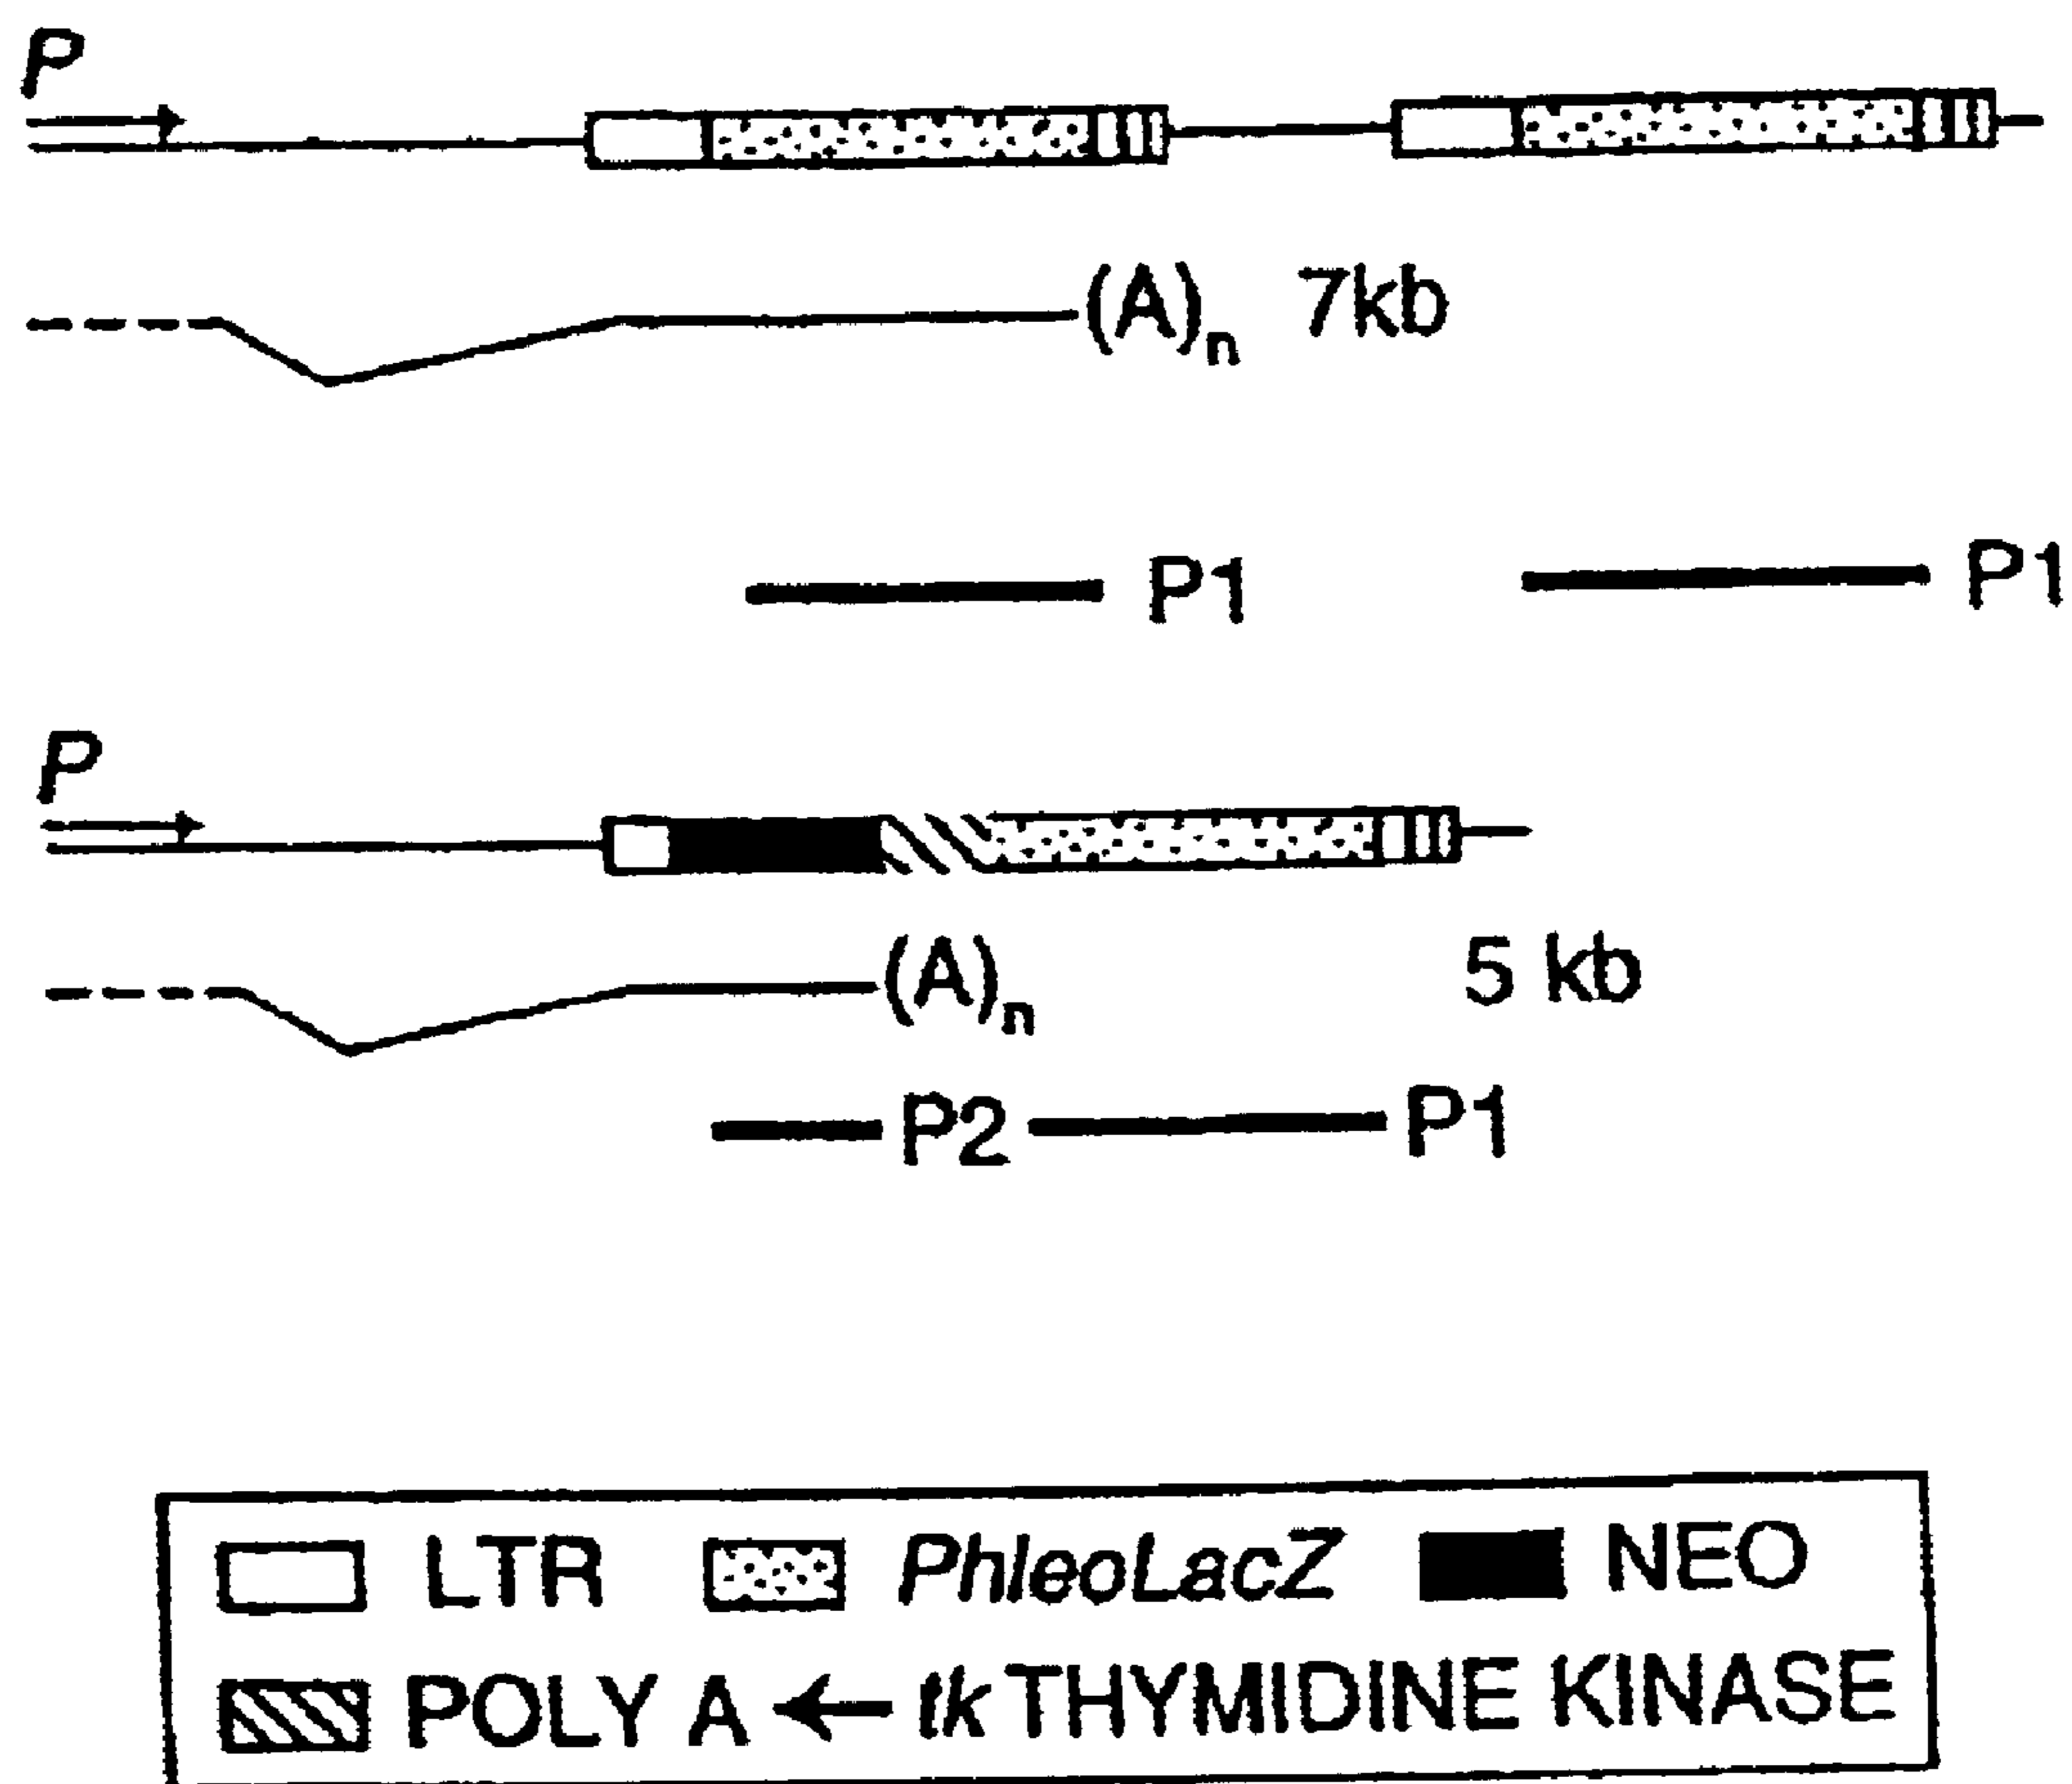 P
(A)n 7kb
P1 P1
P
(A)n 5 kb
P2 P1
LTR PhleoLacZ NEO
POLY A ← tk THYMIDINE KINASE